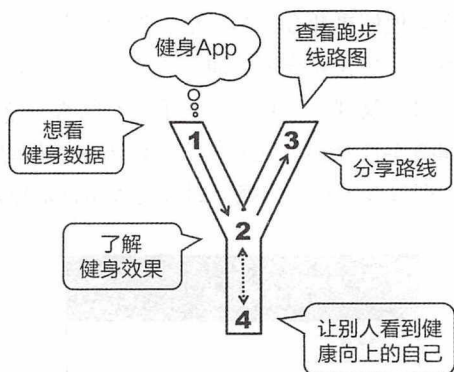 健身App
查看跑步
线路图
想看
健身数据
1
3
分享路线
2
了解
健身效果
4
让别人看到健
康向上的自己